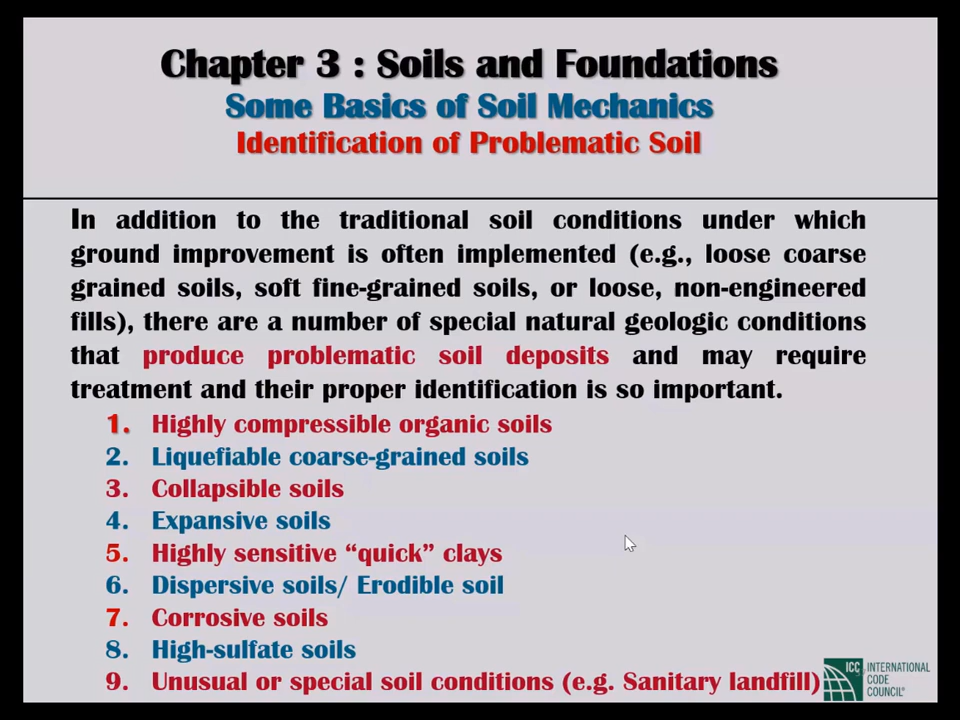 Chapter 3 : Soils and Foundations
Some Basics of Soil Mechanics
Identification of Problematic Soil
In addition to the traditional soil conditions under which
ground improvement is often implemented (e.g., loose coarse
grained soils, soft fine-grained soils, or loose, non-engineered
fills), there are a number of special natural geologic conditions
that produce problematic soil deposits and may require
treatment and their proper identification is so important.
1. Highly compressible organic soils
2. Liquefiable coarse-grained soils
3. Collapsible soils
4. Expansive soils
5. Highly sensitive “quick” clays
6. Dispersive soils/ Erodible soil
7. Corrosive soils
8. High-sulfate soils
9. Unusual or special soil conditions (e.g. Sanitary landfill)
ICC INTERNATIONAL
CODE
COUNCIL®